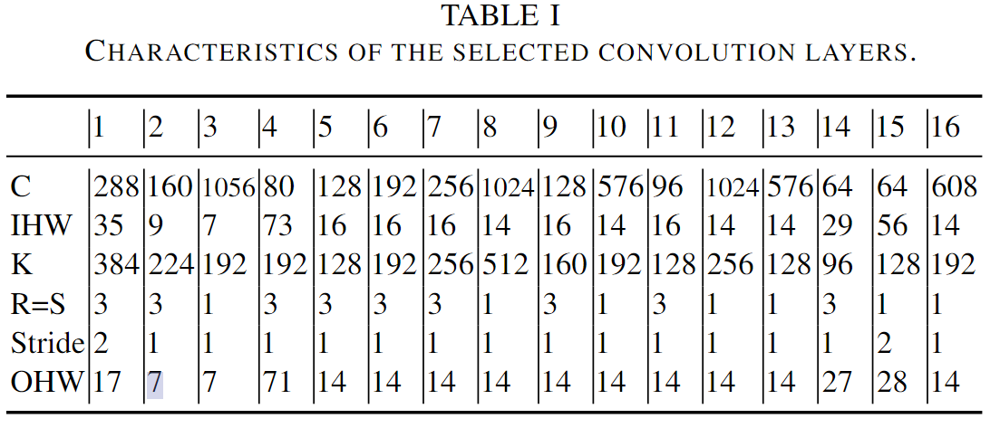 TABLE I
CHARACTERISTICS OF THE SELECTED CONVOLUTION LAYERS.
1 2 3 4 5 6 7 8 9 10 11 12 13 14 15 16
C 288 160 1056 80 128 192 256 1024 128 576 96 1024 576 64 64 608
IHW 35 9 7 73 16 16 16 14 16 14 16 14 14 29 56 14
K 384 224 192 192 128 192 256 512 160 192 128 256 128 96 128 192
R=S 3 3 1 3 3 3 3 1 3 1 3 1 1 3 1 1
Stride 2 1 1 1 1 1 1 1 1 1 1 1 1 1 2 1
OHW 17 7 7 71 14 14 14 14 14 14 14 14 14 27 28 14